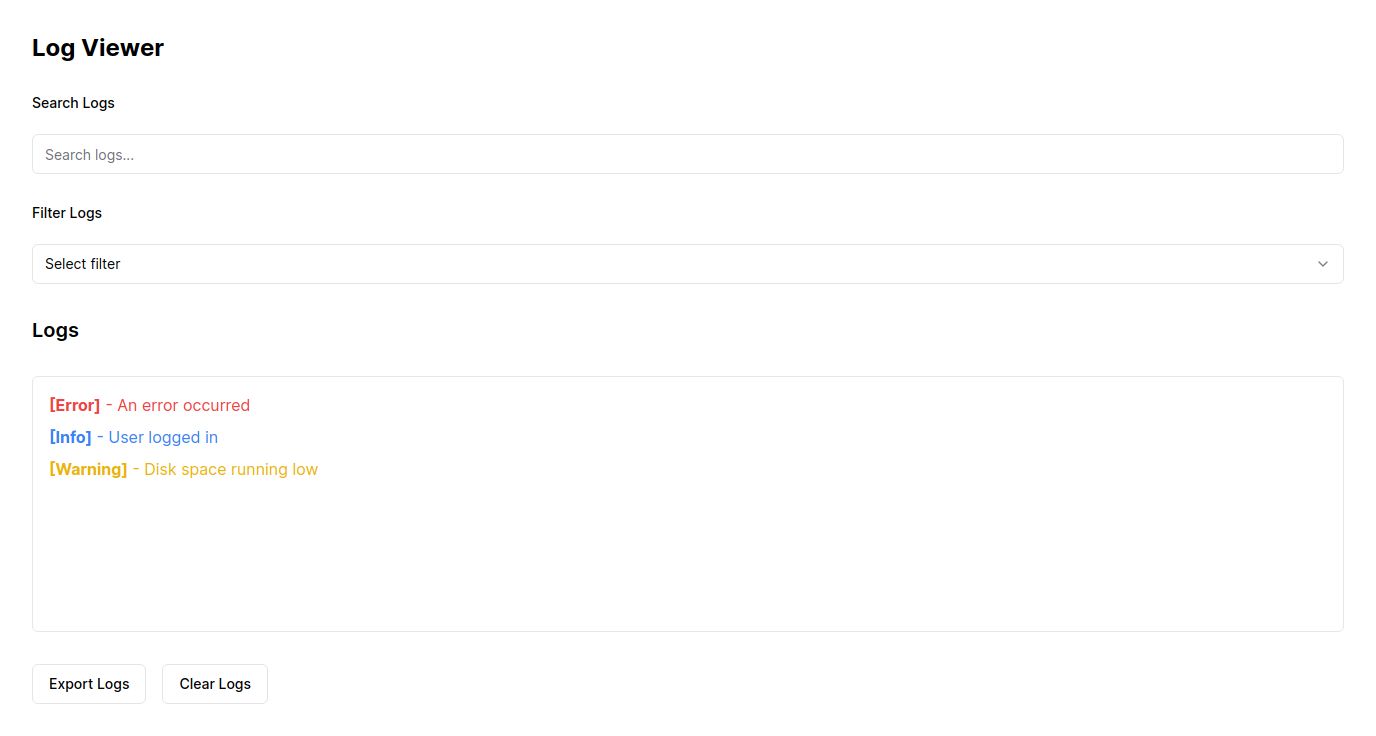 Log Viewer
Search Logs
Search logs...
Filter Logs
Select filter
Logs
[Error] - An error occurred
[Info] - User logged in
[Warning] - Disk space running low
Export Logs
Clear Logs